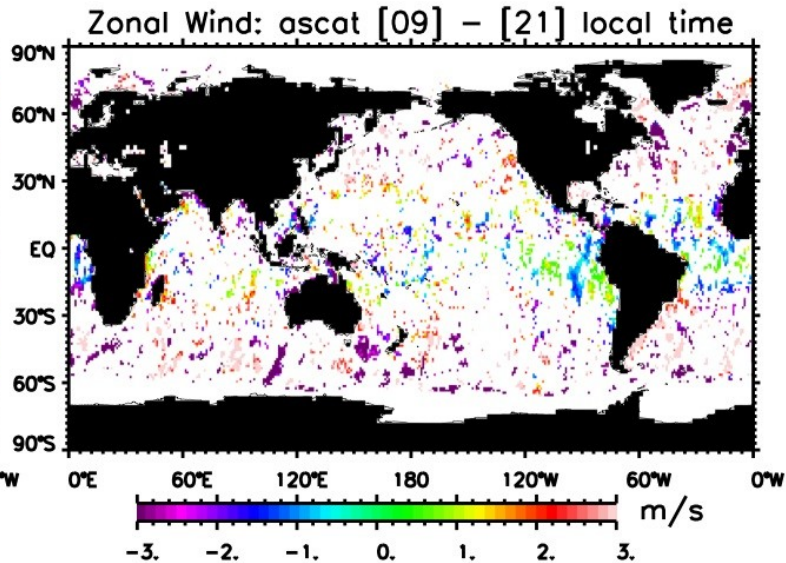 Zonal Wind: ascat [09] – [21] local time
90°N
60°N
30°N
EQ
30°S
60°S
90°S
°W 0°E 60°E 120°E 180 120°W 60°W 0°W
m/s
-3. -2. -1. 0. 1. 2. 3.